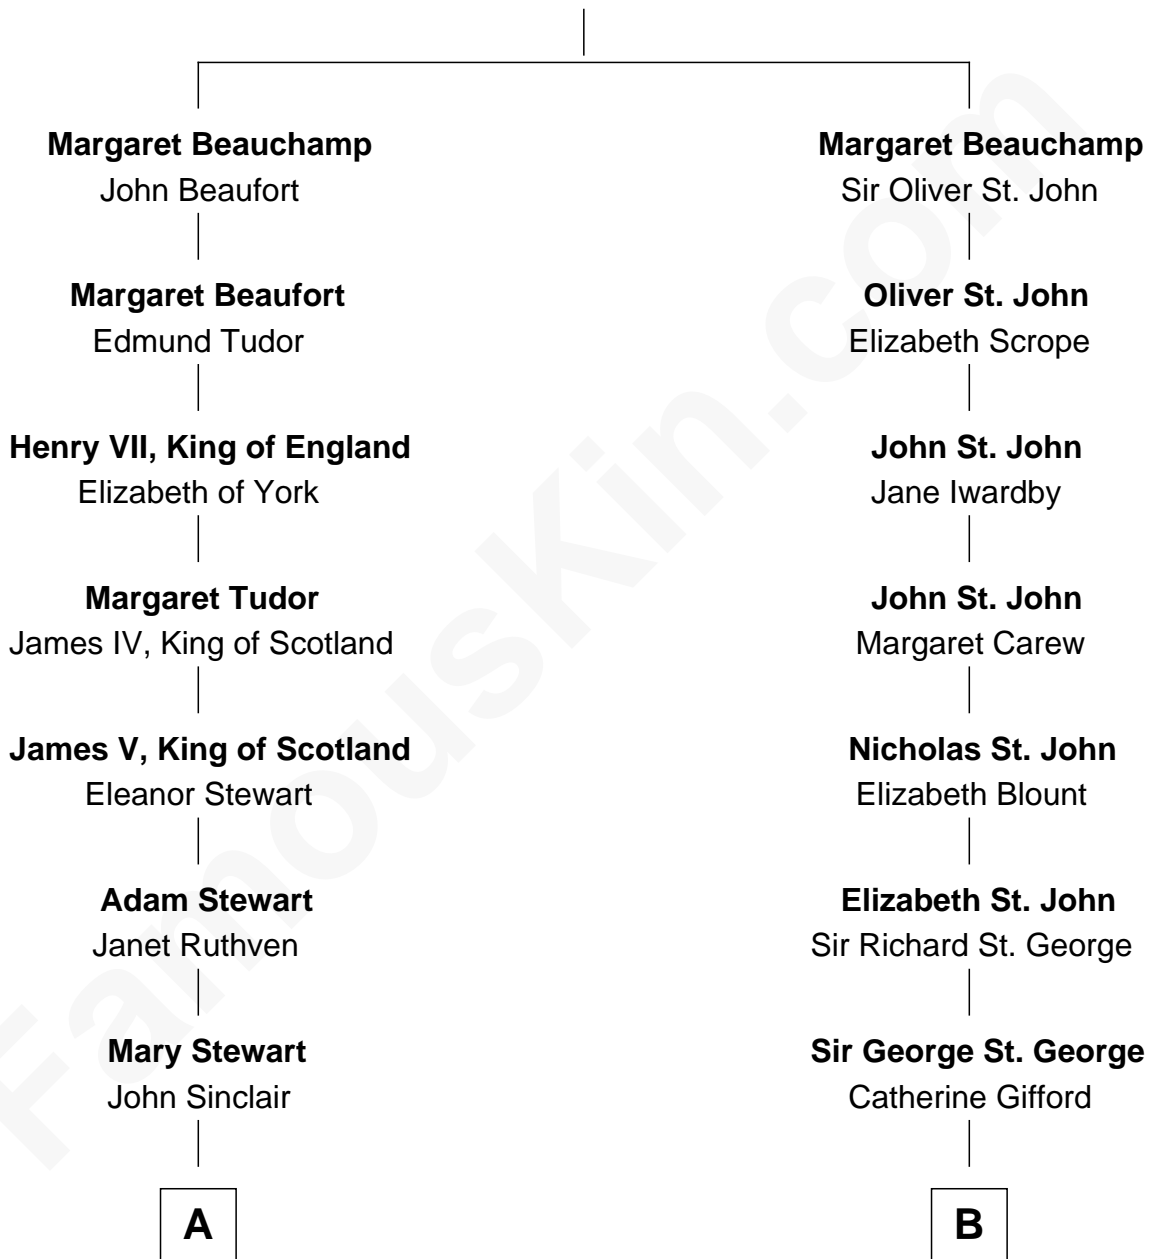 Margaret Beauchamp
John Beaufort
Margaret Beaufort
Edmund Tudor
Henry VII, King of England
Elizabeth of York
Margaret Tudor
James IV, King of Scotland
James V, King of Scotland
Eleanor Stewart
Adam Stewart
Janet Ruthven
Mary Stewart
John Sinclair
A
Margaret Beauchamp
Sir Oliver St. John
Oliver St. John
Elizabeth Scrope
John St. John
Jane Iwardby
John St. John
Margaret Carew
Nicholas St. John
Elizabeth Blount
Elizabeth St. John
Sir Richard St. George
Sir George St. George
Catherine Gifford
B
FamousKin.com